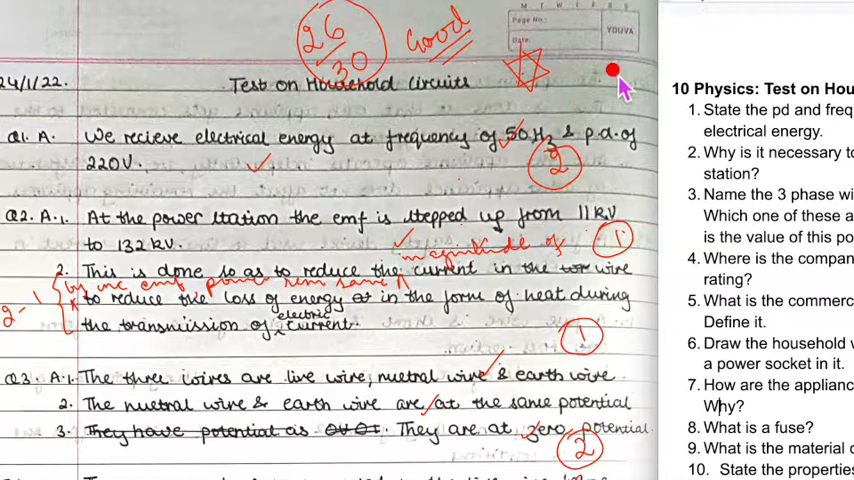 M T W T F S S
Page No.:
Date:
YOUVA
26
30
Good
24/1/22.
Test on Household Circuits
Q1. A. We recieve electrical energy at frequency of 50 Hz & p.d. of
220V.
2
Q2. A.1. At the power station the emf is stepped up from 11 kV
to 132 kV.
1
magnitude of
2. This is done so as to reduce the current in the wire
by inc emf power rem same
2-1
to reduce the loss of energy in the form of heat during
electric
the transmission of current.
1
Q3. A.1. The three wires are live wire, nuetral wire & earth wire
2. The nuetral wire & earth wire are at the same potential
3. They have potential as They are at zero potential.
2
10 Physics: Test on Hou
1. State the pd and freq
electrical energy.
2. Why is it necessary to
station?
3. Name the 3 phase wi
Which one of these a
is the value of this po
4. Where is the compan
rating?
5. What is the commerc
Define it.
6. Draw the household w
a power socket in it.
7. How are the applianc
Why?
8. What is a fuse?
9. What is the material o
10. State the properties